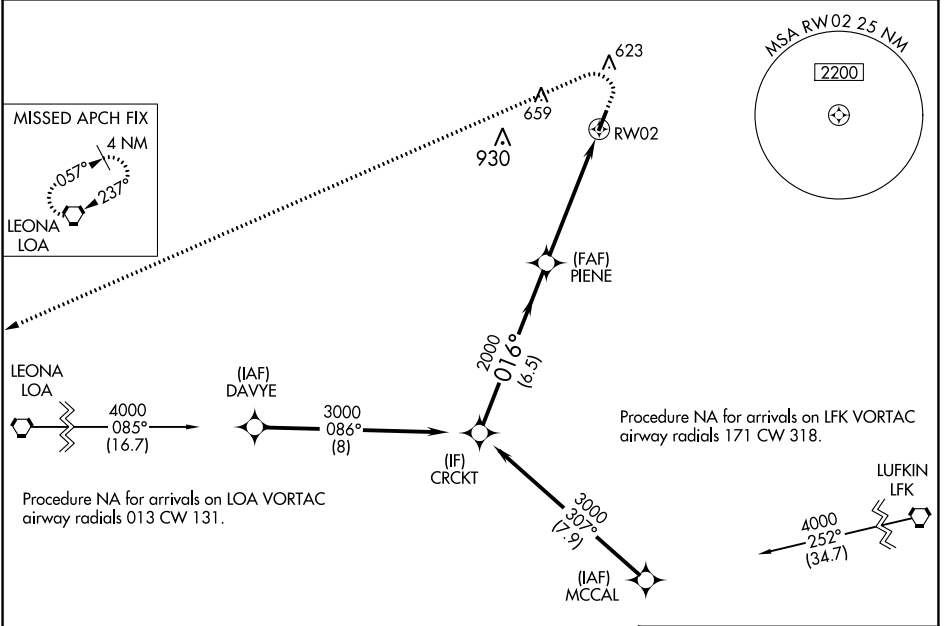 623
659
930
RW02
MSA RW02 25 NM
2200
MISSED APCH FIX
4 NM
057°
237°
LEONA
LOA
(FAF)
PIENE
2000
016°
(6.5)
LEONA
LOA
4000
085°
(16.7)
(IAF)
DAVYE
3000
086°
(8)
(IF)
CRCKT
Procedure NA for arrivals on LFK VORTAC
airway radials 171 CW 318.
Procedure NA for arrivals on LOA VORTAC
airway radials 013 CW 131.
3000
307°
(7.9)
(IAF)
MCCAL
LUFKIN
LFK
4000
252°
(34.7)